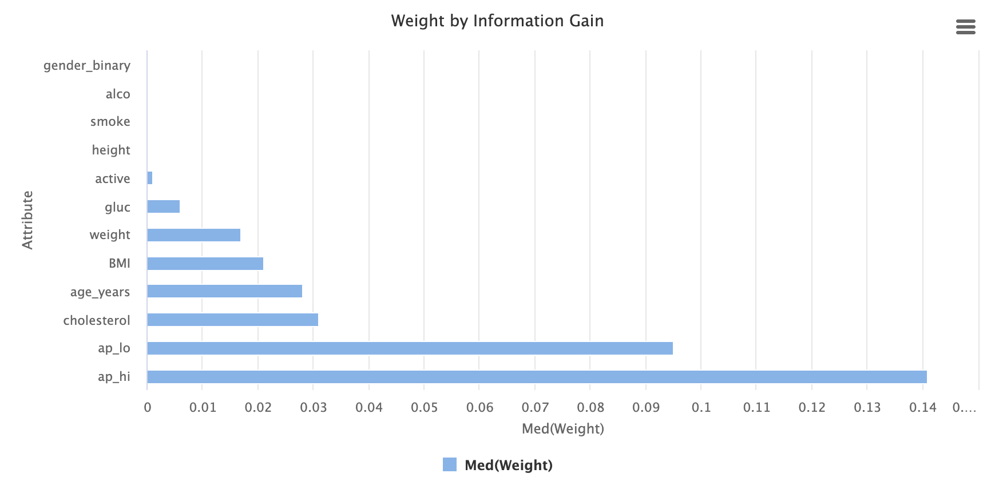 Weight by Information Gain
gender_binary
alco
smoke
height
active
gluc
weight
BMI
age_years
cholesterol
ap_lo
ap_hi
Attribute
0 0.01 0.02 0.03 0.04 0.05 0.06 0.07 0.08 0.09 0.1 0.11 0.12 0.13 0.14 0....
Med(Weight)
Med(Weight)